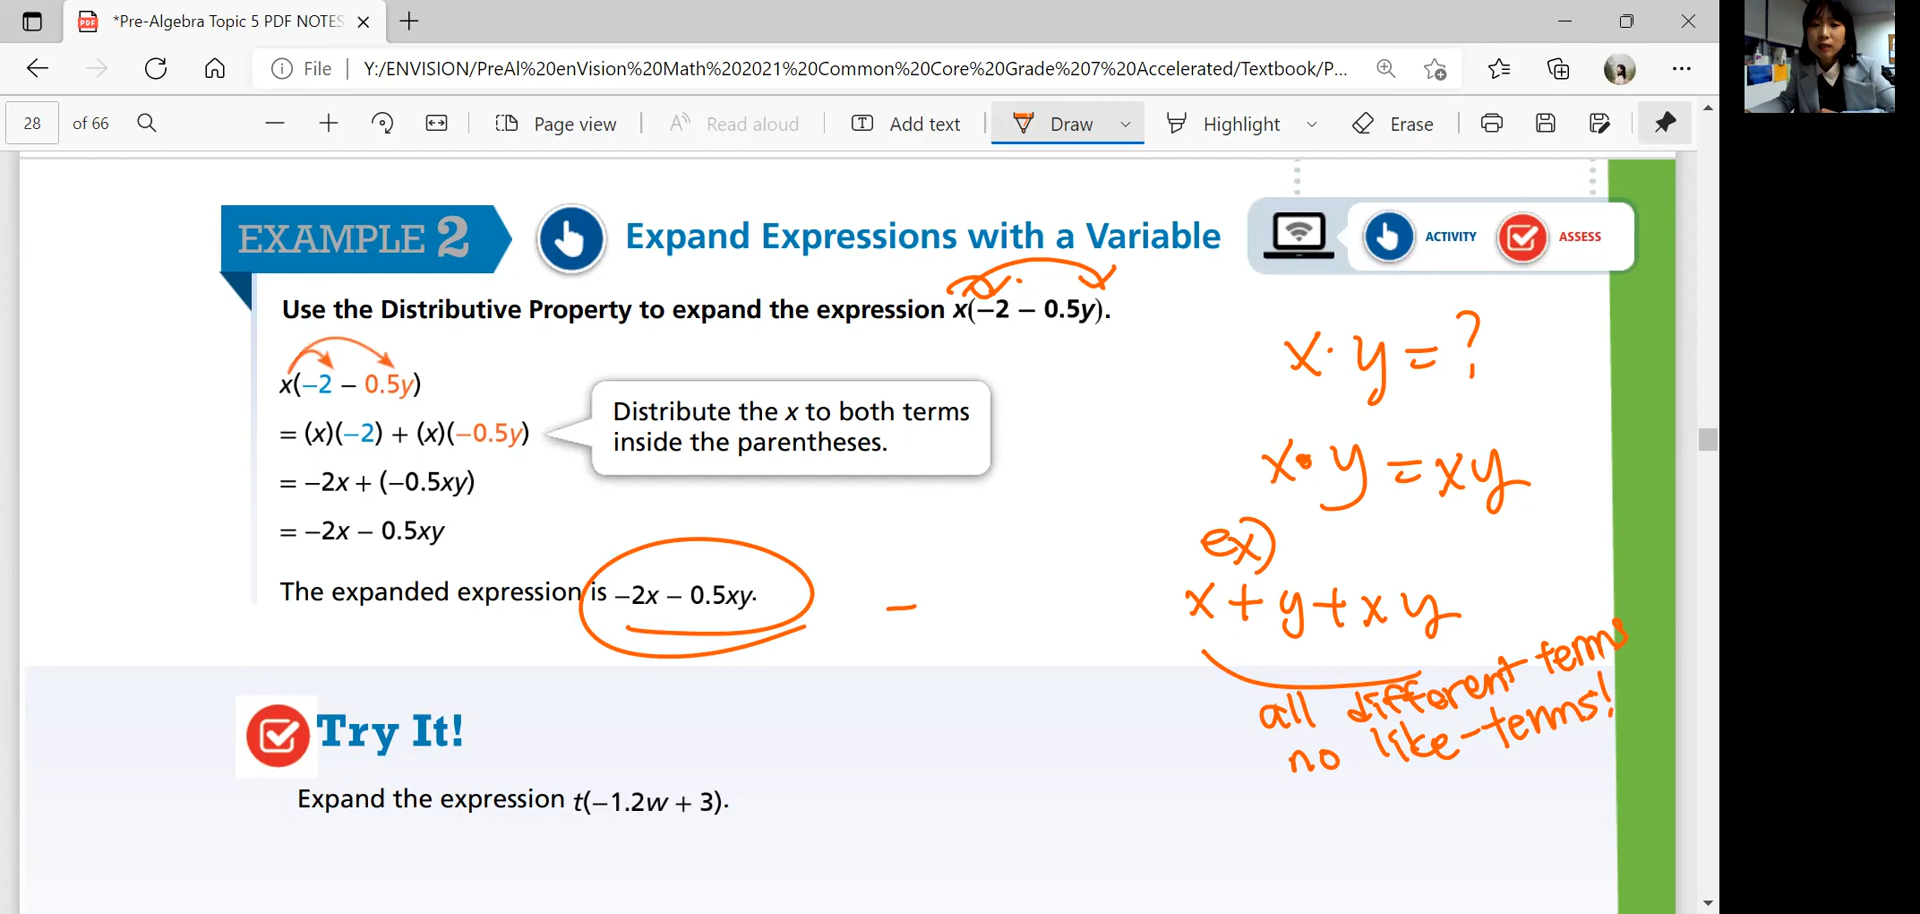 *Pre-Algebra Topic 5 PDF NOTES
File Y:/ENVISION/PreAl%20enVision%20Math%202021%20Common%20Core%20Grade%207%20Accelerated/Textbook/P...
28 of 66 Page view Read aloud Add text Draw Highlight Erase
EXAMPLE 2 Expand Expressions with a Variable ACTIVITY ASSESS
Use the Distributive Property to expand the expression x(−2 − 0.5y).
x(−2 − 0.5y)
= (x)(−2) + (x)(−0.5y)
= −2x + (−0.5xy)
= −2x − 0.5xy
Distribute the x to both terms
inside the parentheses.
The expanded expression is −2x − 0.5xy.
x · y = ?
x · y = xy
ex)
x + y + xy
all different terms
no like-terms!
Try It!
Expand the expression t(−1.2w + 3).